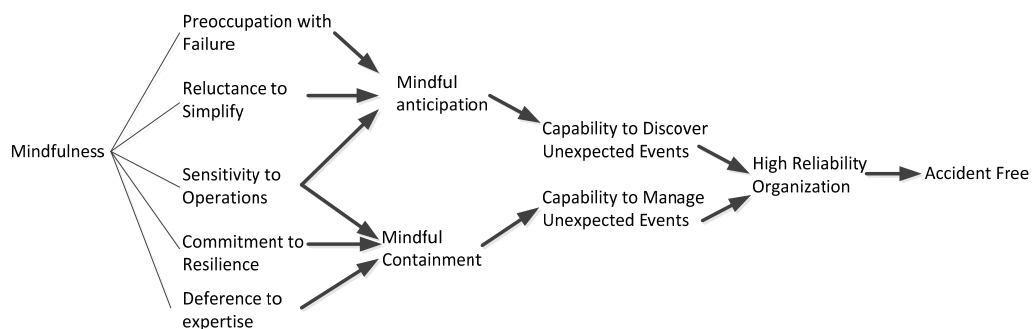 Preoccupation with
Failure
Reluctance to
Simplify
Mindfulness
Sensitivity to
Operations
Commitment to
Resilience
Deference to
expertise
Mindful
anticipation
Mindful
Containment
Capability to Discover
Unexpected Events
Capability to Manage
Unexpected Events
High Reliability
Organization
Accident Free